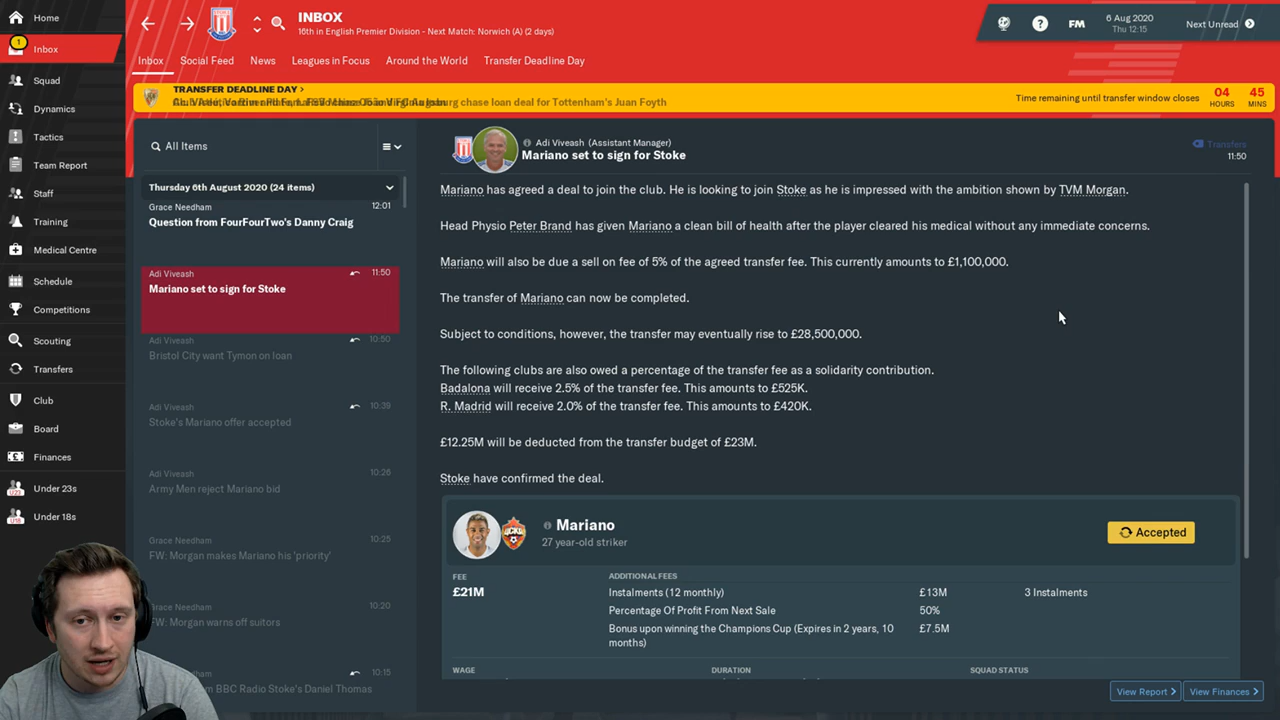 Home
Inbox
1
Squad
Dynamics
Tactics
Team Report
Staff
Training
Medical Centre
Schedule
Competitions
Scouting
Transfers
Club
Board
Finances
Under 23s
Under 18s
INBOX
16th in English Premier Division - Next Match: Norwich (A) (2 days)
FM
6 Aug 2020
Thu 12:15
Next Unread
Inbox
Social Feed
News
Leagues in Focus
Around the World
Transfer Deadline Day
TRANSFER DEADLINE DAY >
chase loan deal for Tottenham's Juan Foyth
Time remaining until transfer window closes
04 45
HOURS MINS
All Items
Thursday 6th August 2020 (24 items)
Grace Needham 12:01
Question from FourFourTwo's Danny Craig
Adi Viveash 11:50
Mariano set to sign for Stoke
Adi Viveash 10:50
Bristol City want Tymon on loan
Adi Viveash 10:39
Stoke's Mariano offer accepted
Adi Viveash 10:26
Army Men reject Mariano bid
Grace Needham 10:25
FW: Morgan makes Mariano his 'priority'
Grace Needham 10:20
FW: Morgan warns off suitors
Grace Needham 10:15
BBC Radio Stoke's Daniel Thomas
Adi Viveash (Assistant Manager)
Mariano set to sign for Stoke
Transfers
11:50
Mariano has agreed a deal to join the club. He is looking to join Stoke as he is impressed with the ambition shown by TVM Morgan.
Head Physio Peter Brand has given Mariano a clean bill of health after the player cleared his medical without any immediate concerns.
Mariano will also be due a sell on fee of 5% of the agreed transfer fee. This currently amounts to £1,100,000.
The transfer of Mariano can now be completed.
Subject to conditions, however, the transfer may eventually rise to £28,500,000.
The following clubs are also owed a percentage of the transfer fee as a solidarity contribution.
Badalona will receive 2.5% of the transfer fee. This amounts to £525K.
R. Madrid will receive 2.0% of the transfer fee. This amounts to £420K.
£12.25M will be deducted from the transfer budget of £23M.
Stoke have confirmed the deal.
Mariano
27 year-old striker
Accepted
FEE
£21M
ADDITIONAL FEES
Instalments (12 monthly) £13M 3 Instalments
Percentage Of Profit From Next Sale 50%
Bonus upon winning the Champions Cup (Expires in 2 years, 10 £7.5M
months)
WAGE DURATION SQUAD STATUS
View Report >
View Finances >